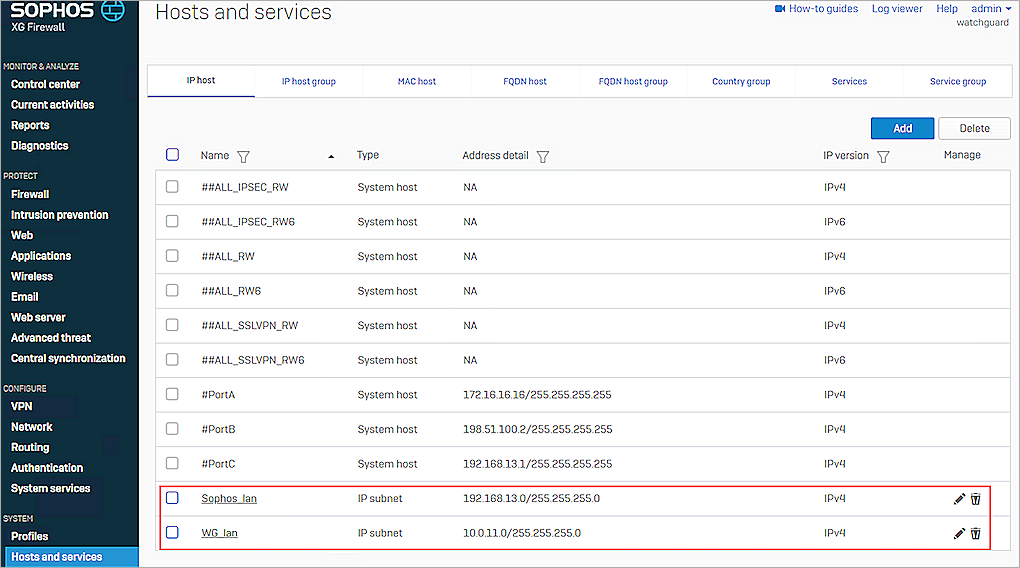 SOPHOS
XG Firewall
Hosts and services
How-to guides Log viewer Help admin
watchguard
MONITOR & ANALYZE
Control center
Current activities
Reports
Diagnostics
PROTECT
Firewall
Intrusion prevention
Web
Applications
Wireless
Email
Web server
Advanced threat
Central synchronization
CONFIGURE
VPN
Network
Routing
Authentication
System services
SYSTEM
Profiles
Hosts and services
IP host IP host group MAC host FQDN host FQDN host group Country group Services Service group
Add Delete
Name Type Address detail IP version Manage
##ALL_IPSEC_RW System host NA IPv4
##ALL_IPSEC_RW6 System host NA IPv6
##ALL_RW System host NA IPv4
##ALL_RW6 System host NA IPv6
##ALL_SSLVPN_RW System host NA IPv4
##ALL_SSLVPN_RW6 System host NA IPv6
#PortA System host 172.16.16.16/255.255.255.255 IPv4
#PortB System host 198.51.100.2/255.255.255.255 IPv4
#PortC System host 192.168.13.1/255.255.255.255 IPv4
Sophos_lan IP subnet 192.168.13.0/255.255.255.0 IPv4
WG_lan IP subnet 10.0.11.0/255.255.255.0 IPv4